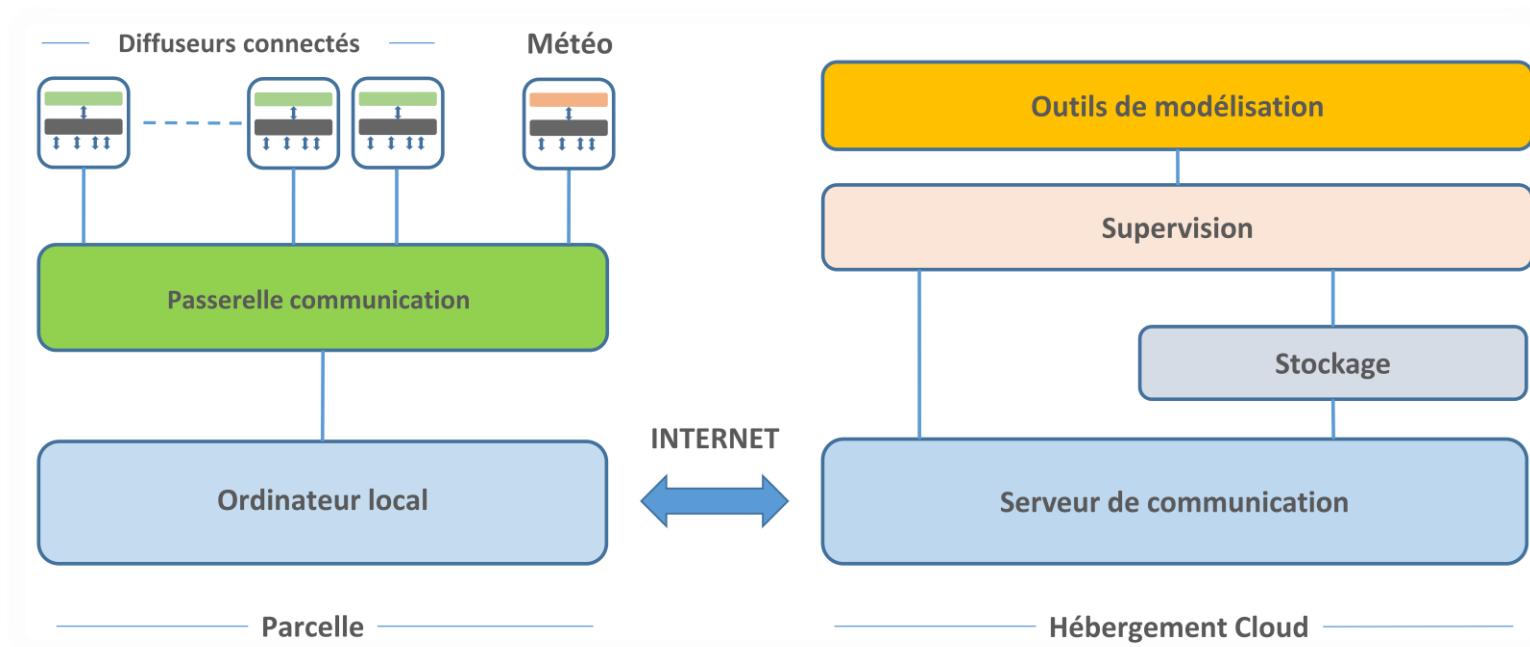 Diffuseurs connectés
Météo
Passerelle communication
Ordinateur local
Parcelle
INTERNET
Outils de modélisation
Supervision
Stockage
Serveur de communication
Hébergement Cloud